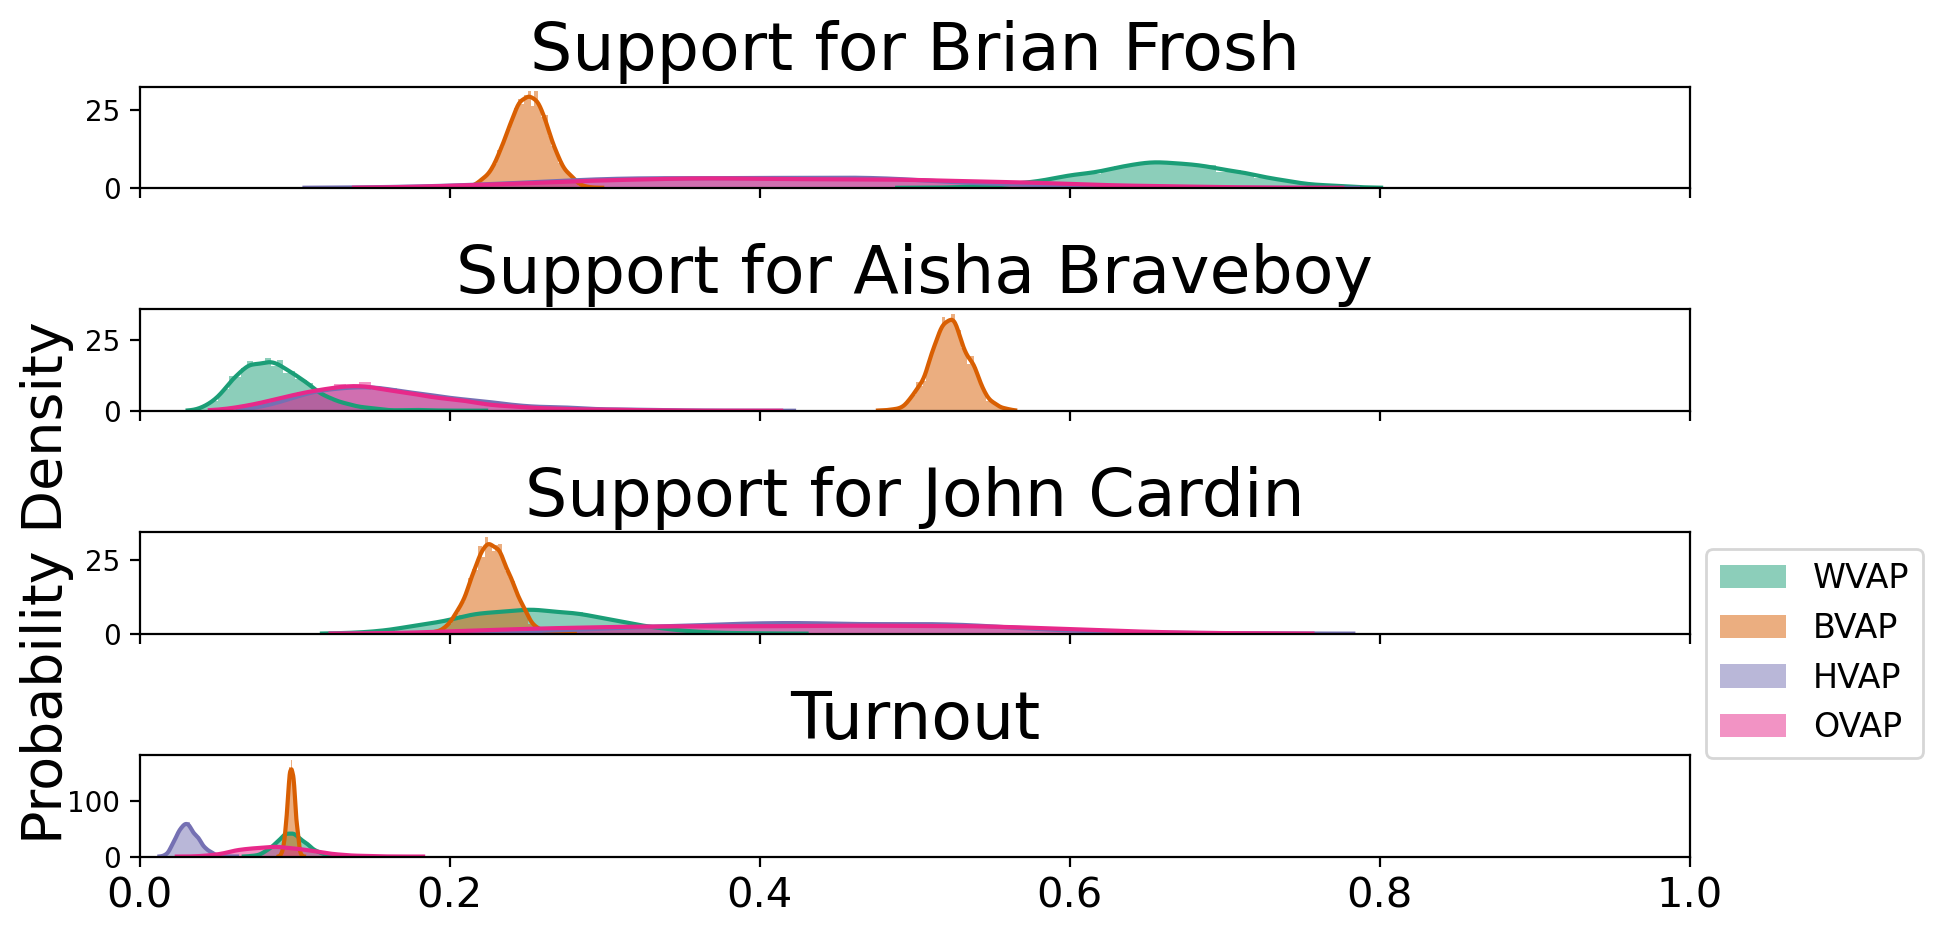 Support for Brian Frosh
25
0
Support for Aisha Braveboy
25
0
Support for John Cardin
25
0
Turnout
100
0
0.0 0.2 0.4 0.6 0.8 1.0
Probability Density
WVAP
BVAP
HVAP
OVAP